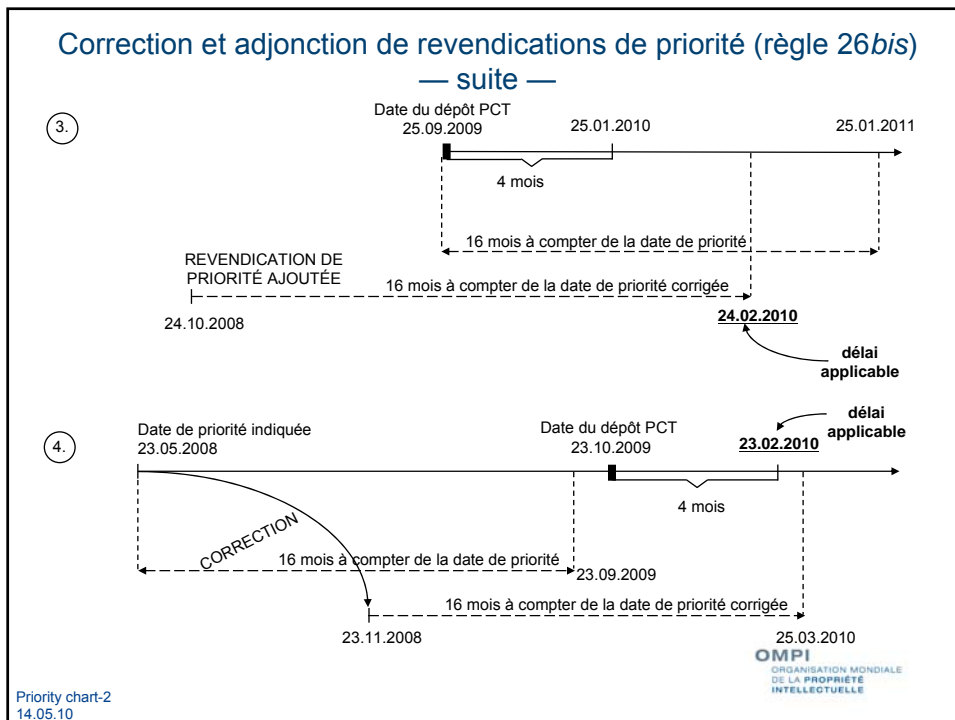 Correction et adjonction de revendications de priorité (règle 26bis)
— suite —
3.
Date du dépôt PCT
25.09.2009
25.01.2010
25.01.2011
4 mois
16 mois à compter de la date de priorité
REVENDICATION DE
PRIORITÉ AJOUTÉE
16 mois à compter de la date de priorité corrigée
24.10.2008
24.02.2010
délai
applicable
4.
Date de priorité indiquée
23.05.2008
Date du dépôt PCT
23.10.2009
23.02.2010
délai
applicable
4 mois
CORRECTION
16 mois à compter de la date de priorité
23.09.2009
16 mois à compter de la date de priorité corrigée
23.11.2008
25.03.2010
OMPI
ORGANISATION MONDIALE
DE LA PROPRIÉTÉ
INTELLECTUELLE
Priority chart-2
14.05.10